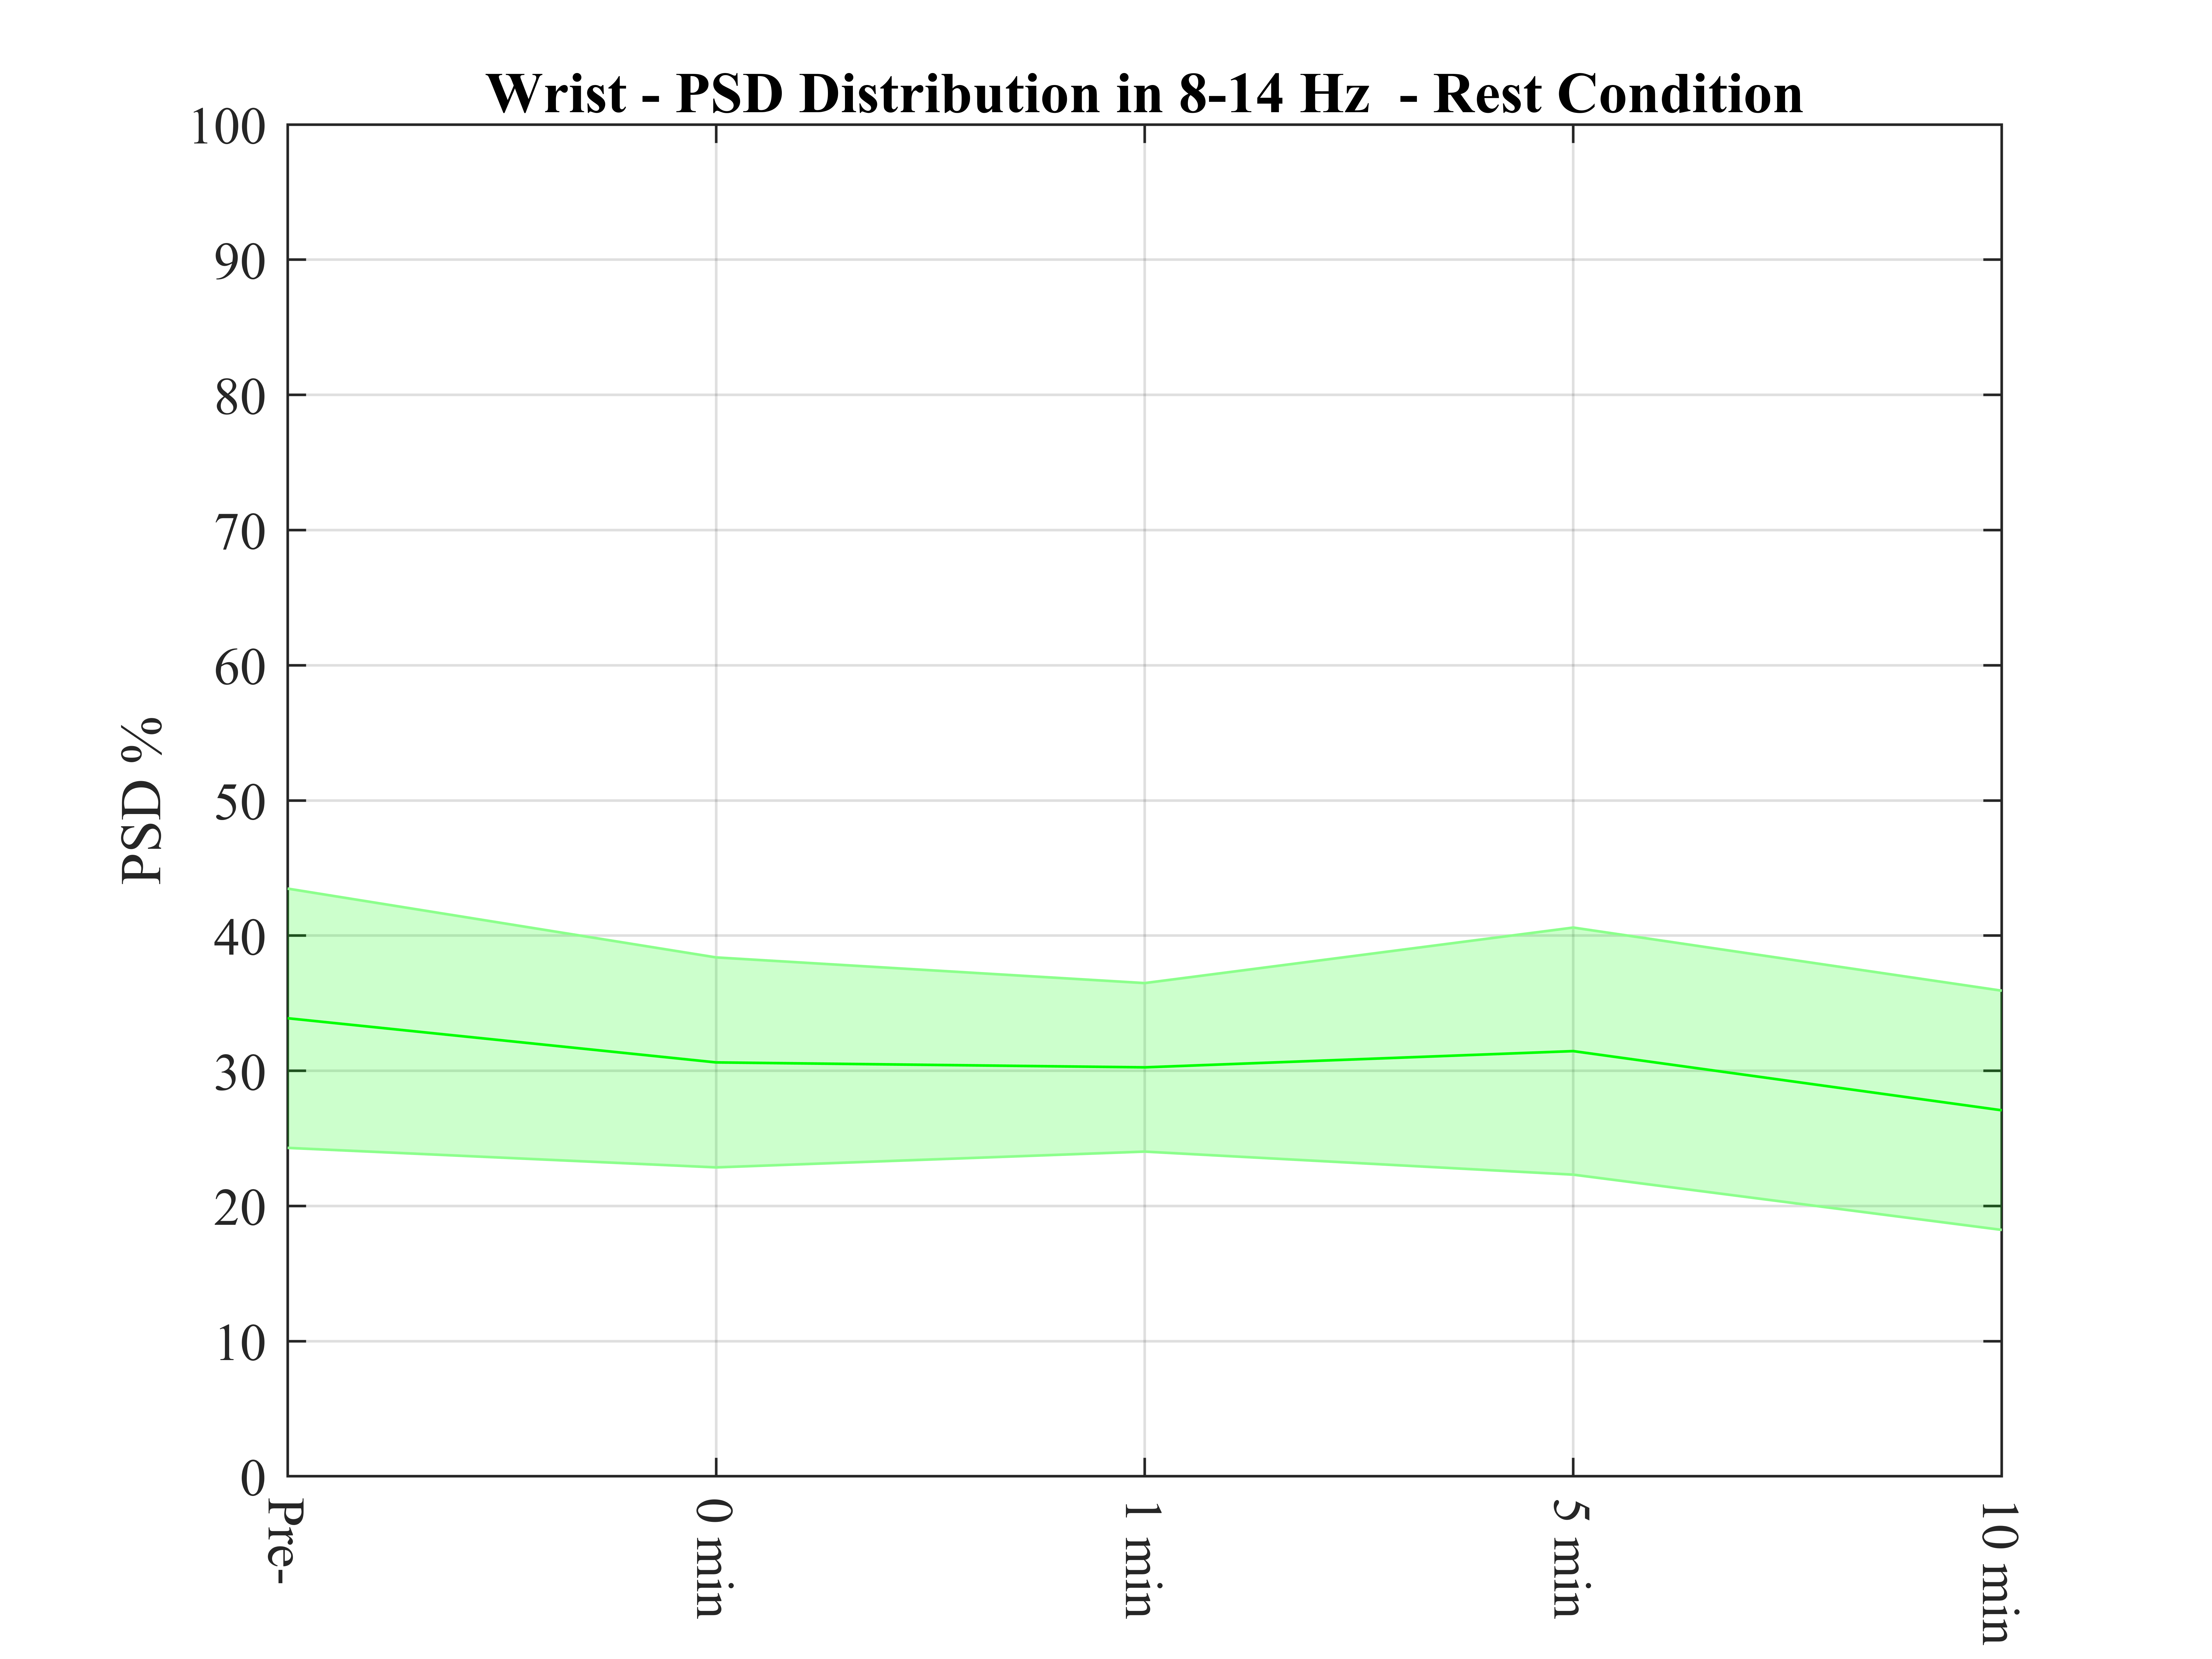 Wrist - PSD Distribution in 8-14 Hz  - Rest Condition
100
90
80
70
60
50
40
30
20
10
0
PSD %
Pre-
0 min
1 min
5 min
10 min